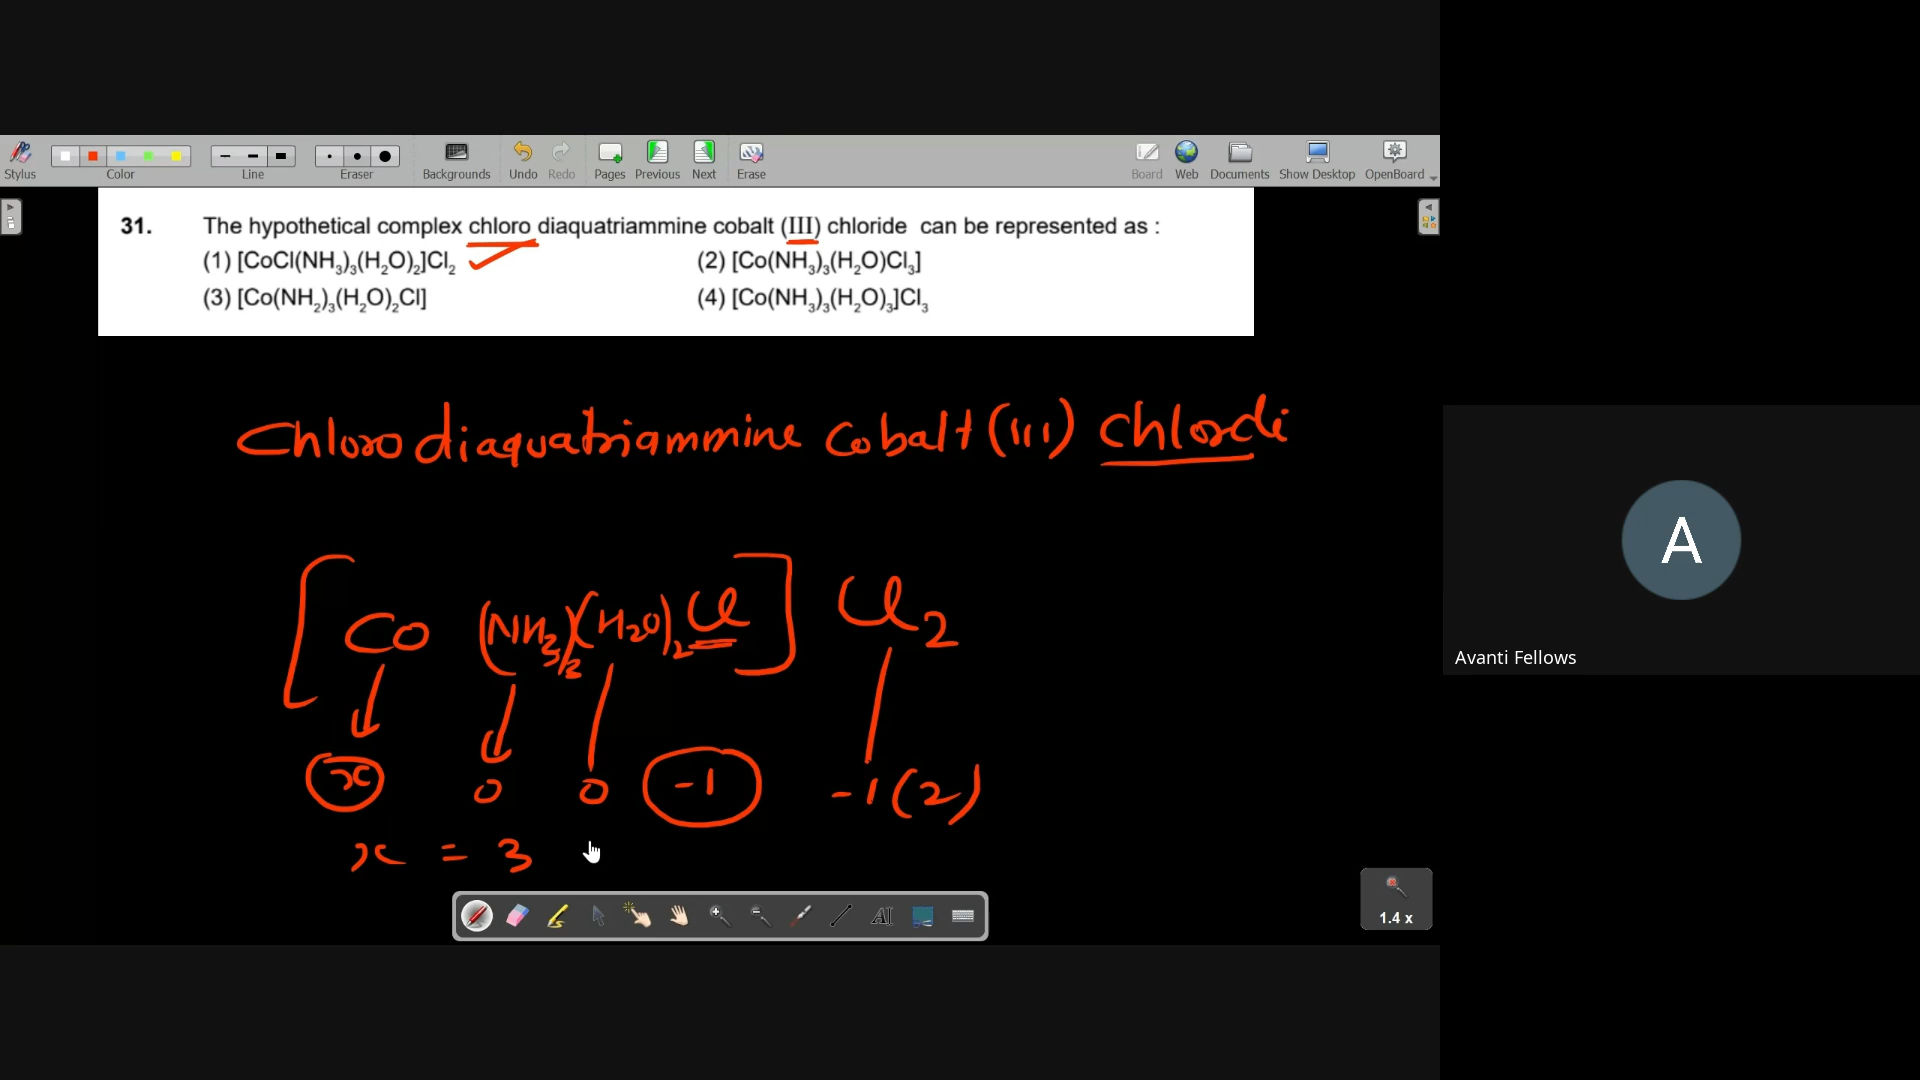 Stylus Color Line Eraser Backgrounds Undo Redo Pages Previous Next Erase Board Web Documents Show Desktop OpenBoard
31. The hypothetical complex chloro diaquatriammine cobalt (III) chloride can be represented as :
(1) [CoCl(NH₃)₃(H₂O)₂]Cl₂ (2) [Co(NH₃)₃(H₂O)Cl₃]
(3) [Co(NH₂)₃(H₂O)₂Cl] (4) [Co(NH₃)₃(H₂O)₃]Cl₃
Chloro diaquatriammine cobalt (III) chlordi
[Co (NH₃)₃(H₂O)₂Cl] Cl₂
x 0 0 -1 -1(2)
x = 3
A
Avanti Fellows
1.4 x